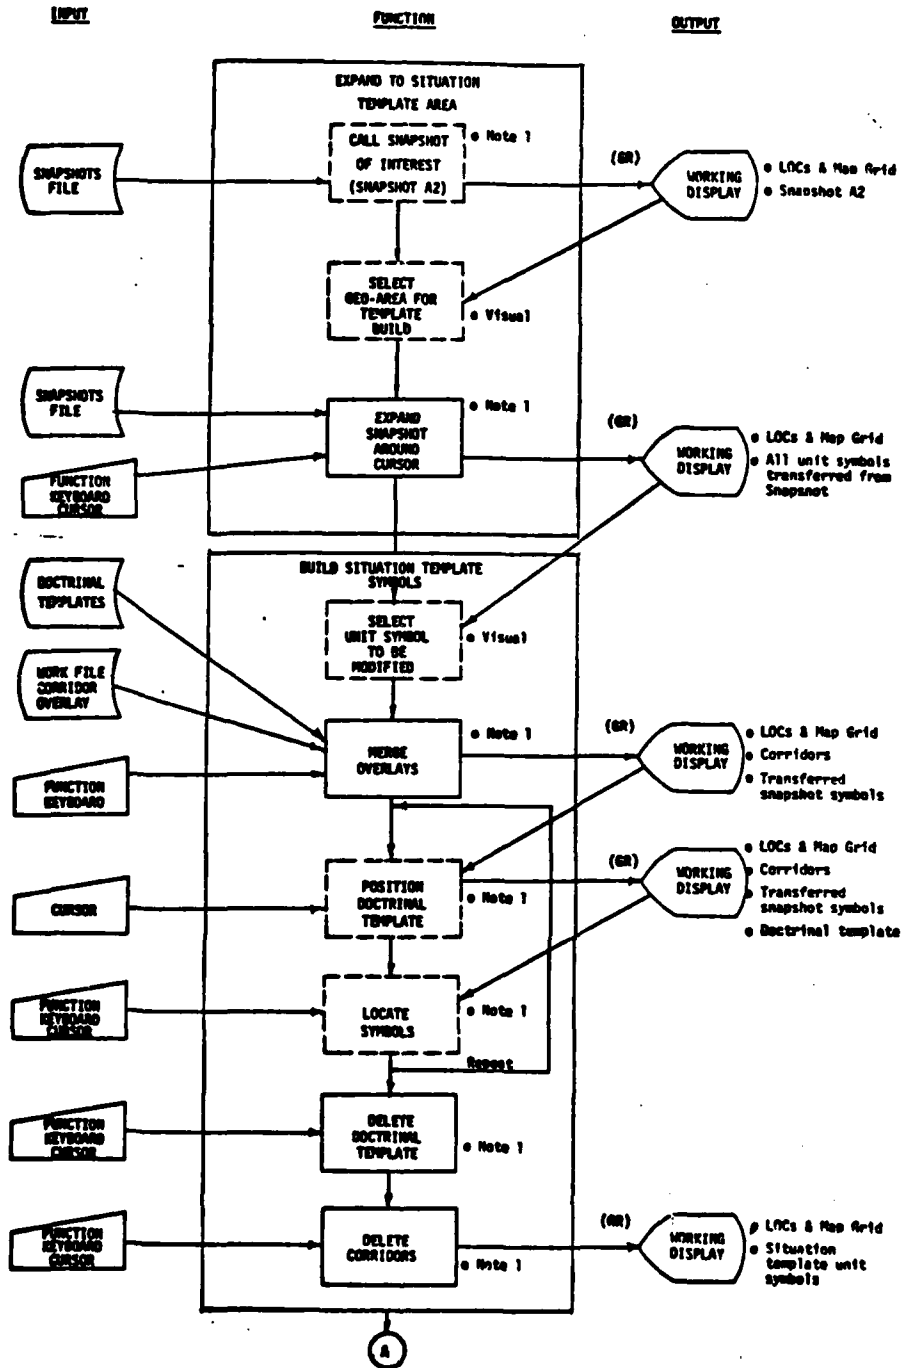 INPUT
FUNCTION
OUTPUT
EXPAND TO SITUATION
TEMPLATE AREA
CALL SNAPSHOT
OF INTEREST
(SNAPSHOT A2)
• Note 1
SNAPSHOTS
FILE
(GR)
WORKING
DISPLAY
• LOCs & Map Grid
• Snapshot A2
SELECT
GEO-AREA FOR
TEMPLATE
BUILD
• Visual
SNAPSHOTS
FILE
FUNCTION
KEYBOARD
CURSOR
EXPAND
SNAPSHOT
AROUND
CURSOR
• Note 1
(GR)
WORKING
DISPLAY
• LOCs & Map Grid
• All unit symbols
transferred from
Snapshot
BUILD SITUATION TEMPLATE
SYMBOLS
DOCTRINAL
TEMPLATES
SELECT
UNIT SYMBOL
TO BE
MODIFIED
• Visual
WORK FILE
CORRIDOR
OVERLAY
FUNCTION
KEYBOARD
MERGE
OVERLAYS
• Note 1
(GR)
WORKING
DISPLAY
• LOCs & Map Grid
• Corridors
• Transferred
snapshot symbols
CURSOR
POSITION
DOCTRINAL
TEMPLATE
• Note 1
(GR)
WORKING
DISPLAY
• LOCs & Map Grid
• Corridors
• Transferred
snapshot symbols
• Doctrinal template
FUNCTION
KEYBOARD
CURSOR
LOCATE
SYMBOLS
• Note 1
Repeat
FUNCTION
KEYBOARD
CURSOR
DELETE
DOCTRINAL
TEMPLATE
• Note 1
FUNCTION
KEYBOARD
CURSOR
DELETE
CORRIDORS
• Note 1
(GR)
WORKING
DISPLAY
• LOCs & Map Grid
• Situation
template unit
symbols
A